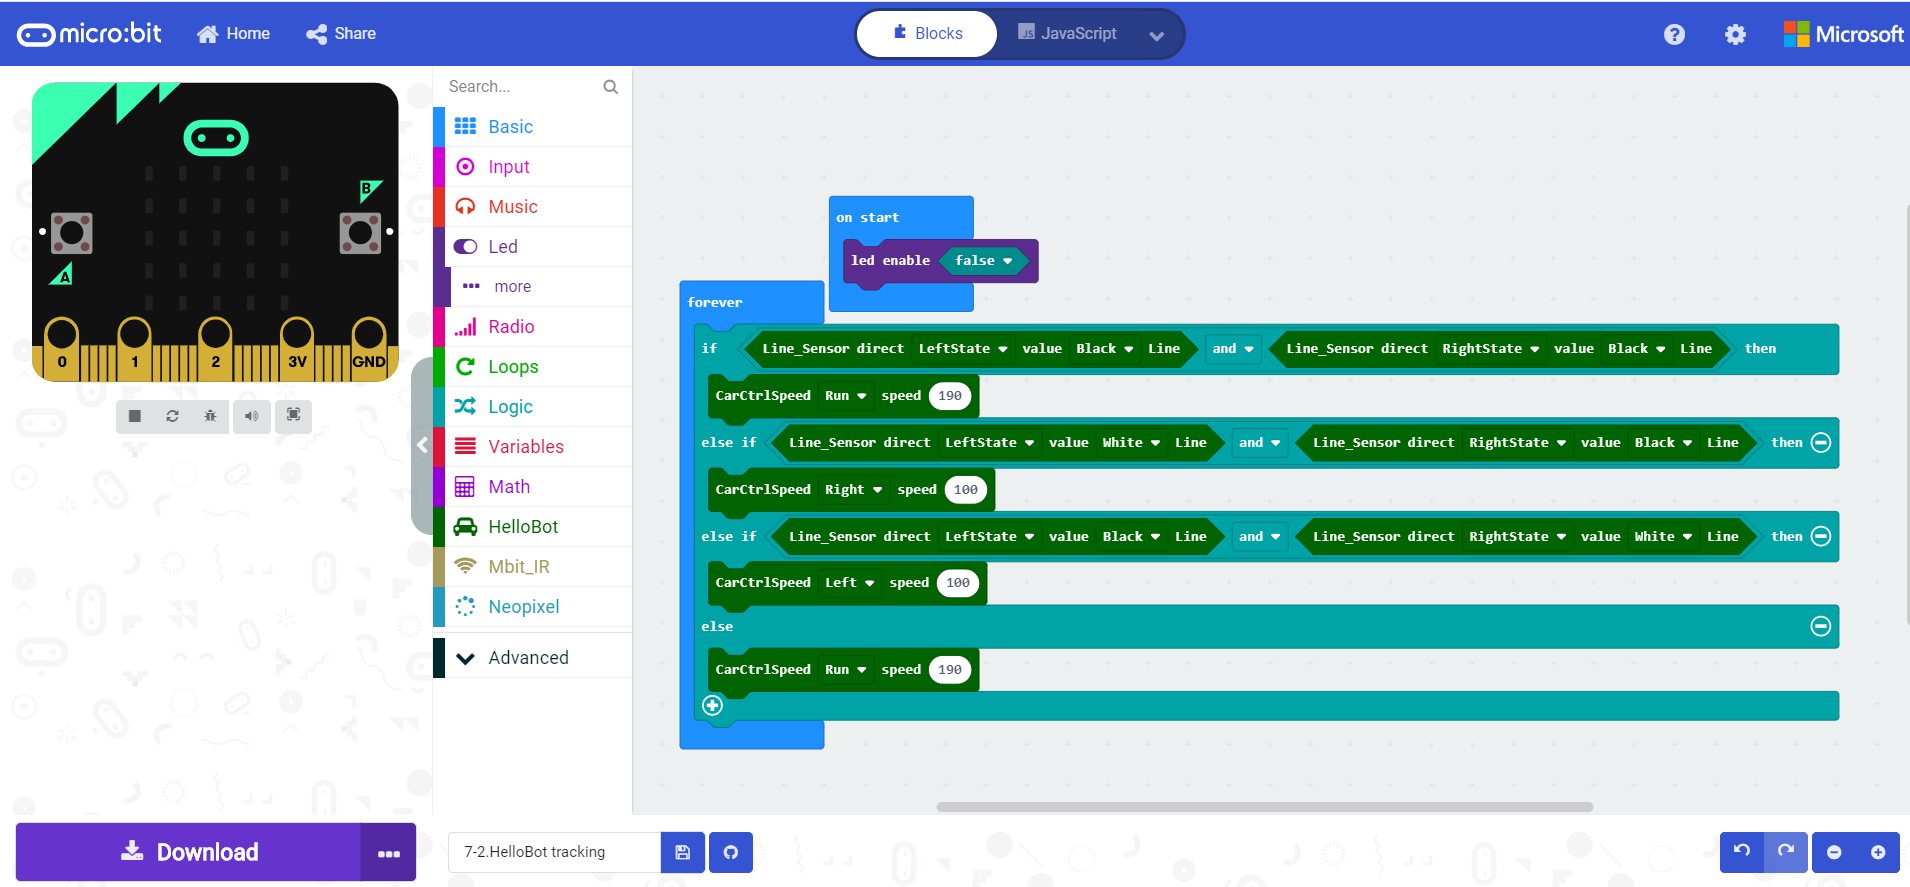 micro:bit Home Share Blocks JS JavaScript ? Microsoft
Search...
Basic
Input
Music
Led
more
Radio
Loops
Logic
Variables
Math
HelloBot
Mbit_IR
Neopixel
Advanced
B
A
0 1 2 3V GND
on start
led enable false
forever
if Line_Sensor direct LeftState value Black Line and Line_Sensor direct RightState value Black Line then
CarCtrlSpeed Run speed 190
else if Line_Sensor direct LeftState value White Line and Line_Sensor direct RightState value Black Line then
CarCtrlSpeed Right speed 100
else if Line_Sensor direct LeftState value Black Line and Line_Sensor direct RightState value White Line then
CarCtrlSpeed Left speed 100
else
CarCtrlSpeed Run speed 190
Download ••• 7-2.HelloBot tracking